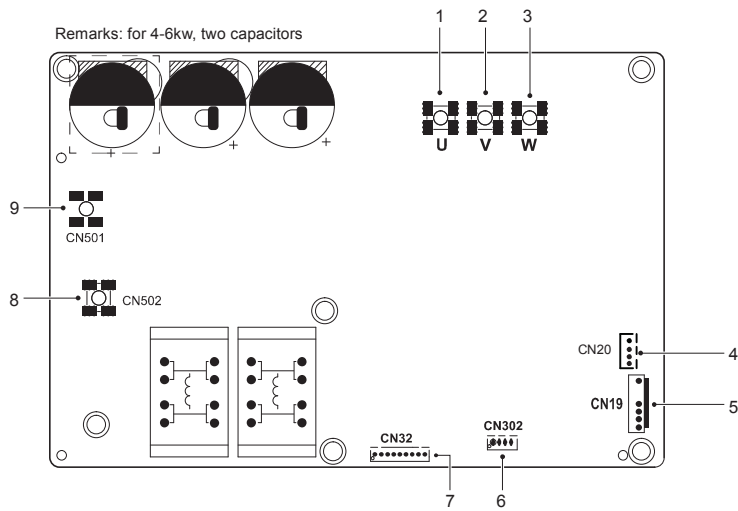 1 2 3
Remarks: for 4-6kw, two capacitors
+ + +
U V W
9
CN501
8 CN502
CN20 4
CN19 5
CN32 CN302
7 6